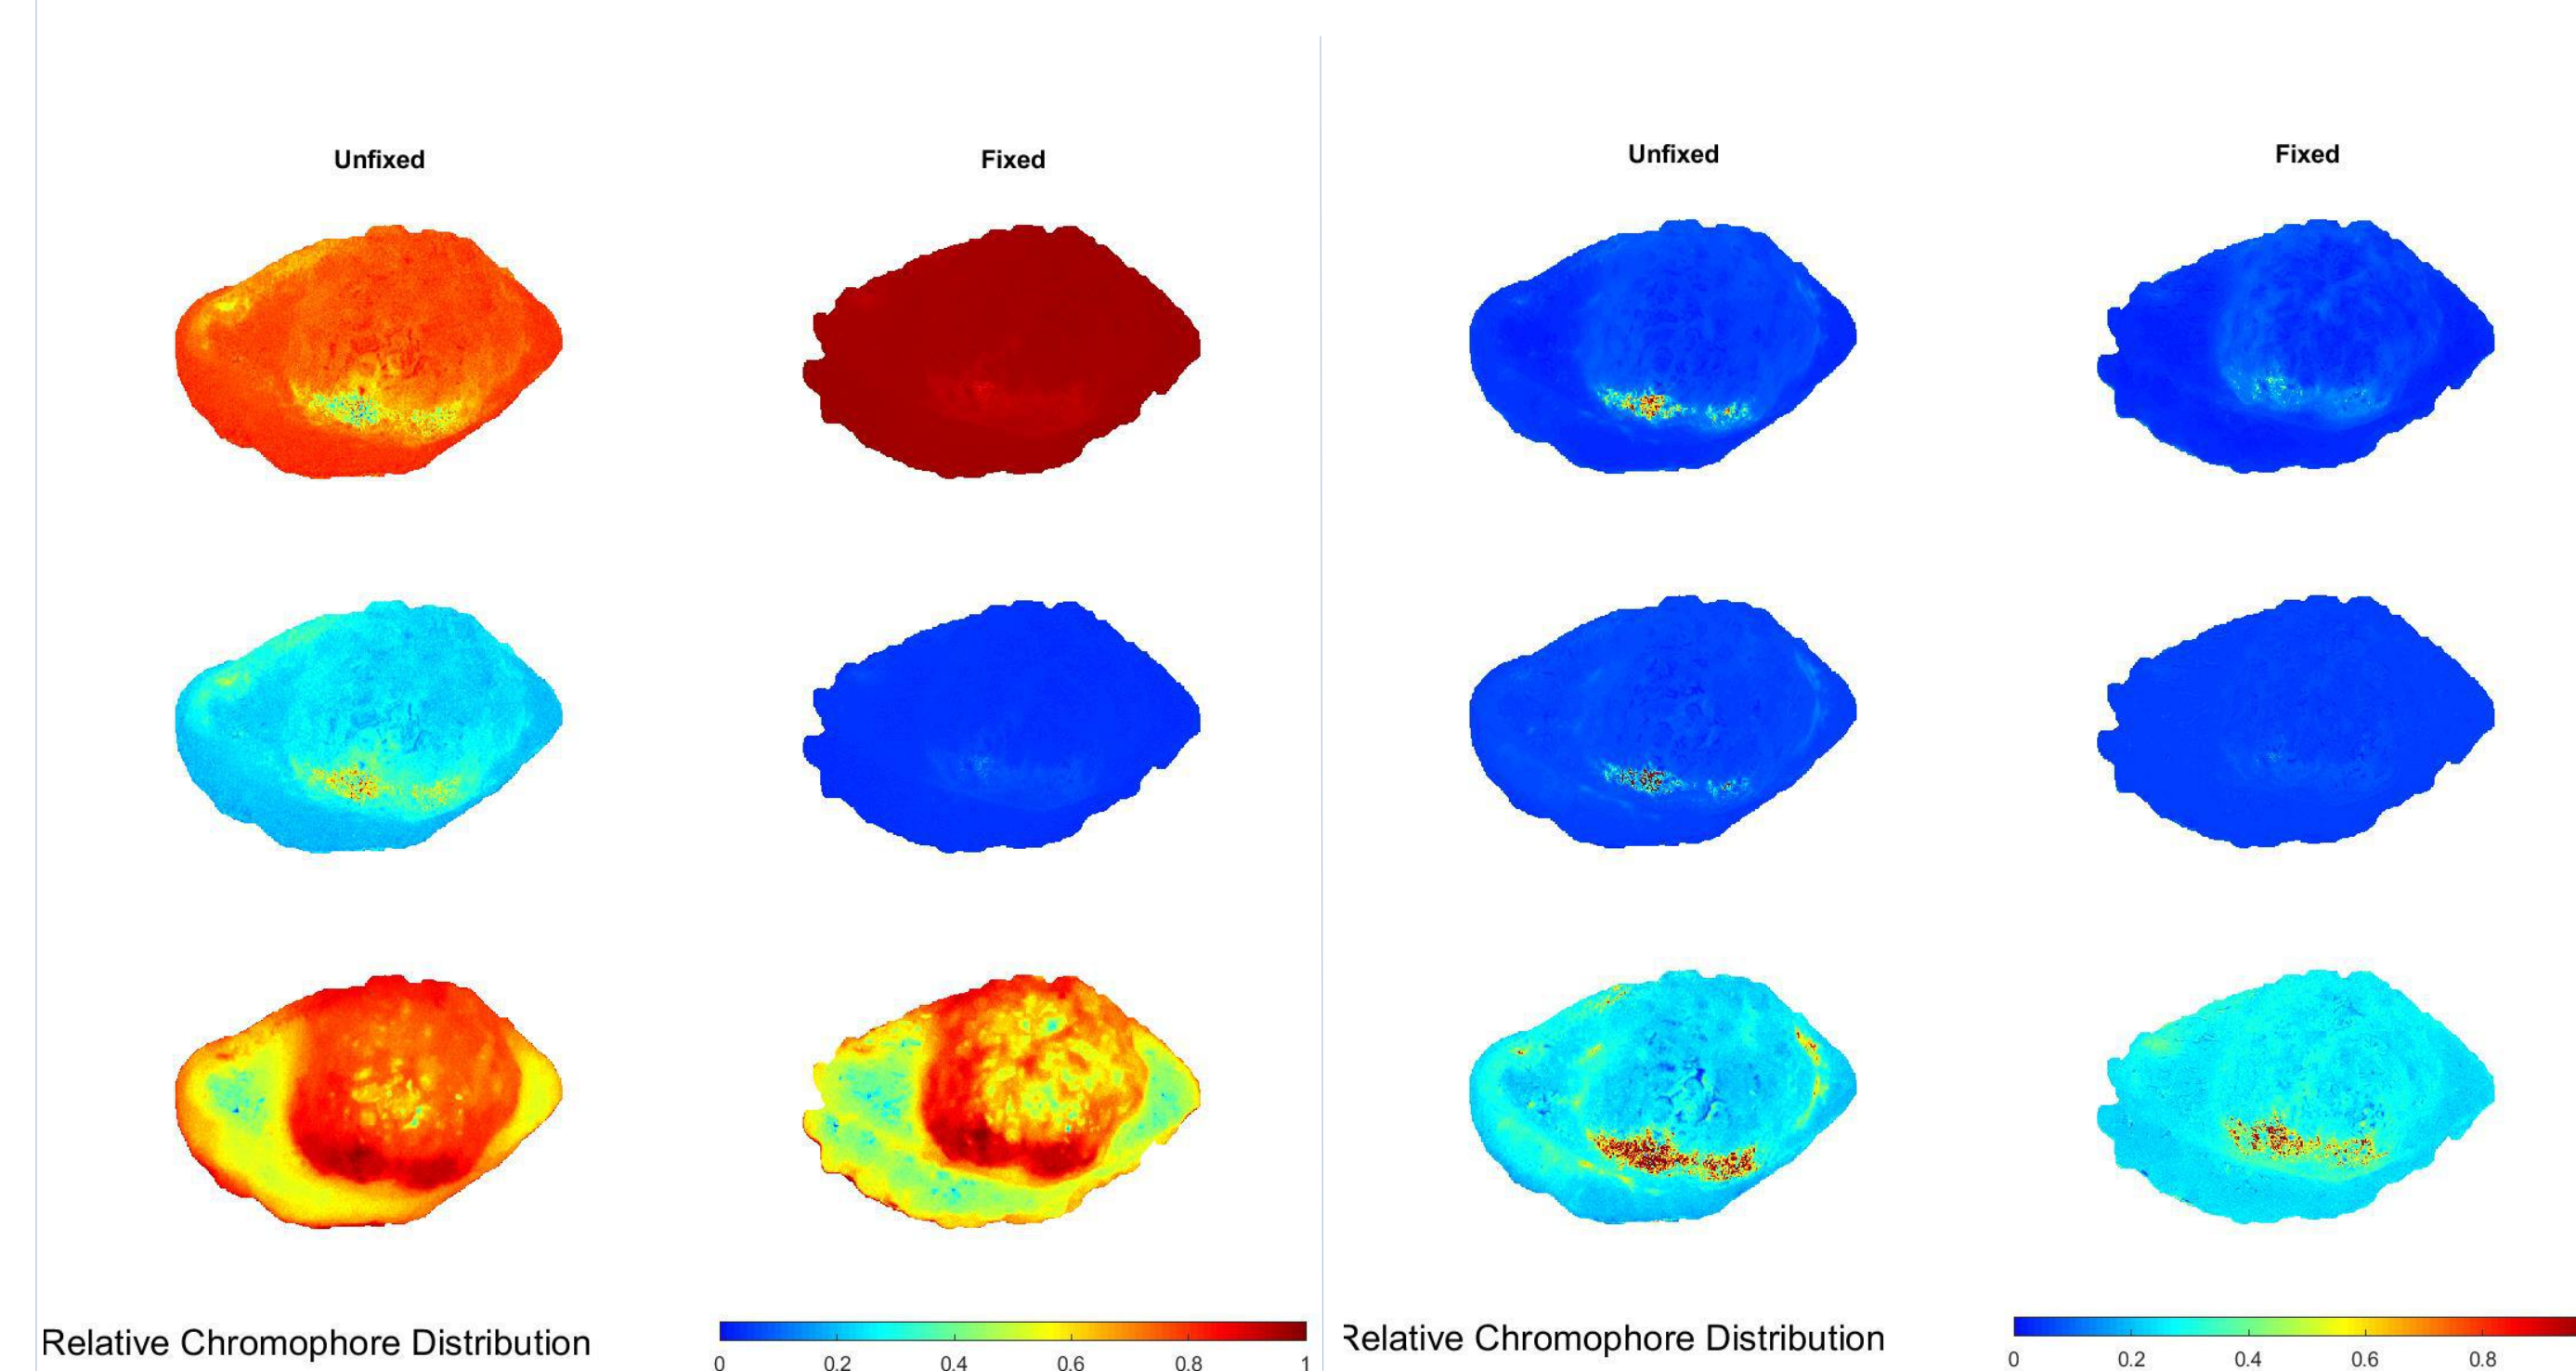 Unfixed
Fixed
Unfixed
Fixed
Relative Chromophore Distribution
0 0.2 0.4 0.6 0.8 1
Relative Chromophore Distribution
0 0.2 0.4 0.6 0.8